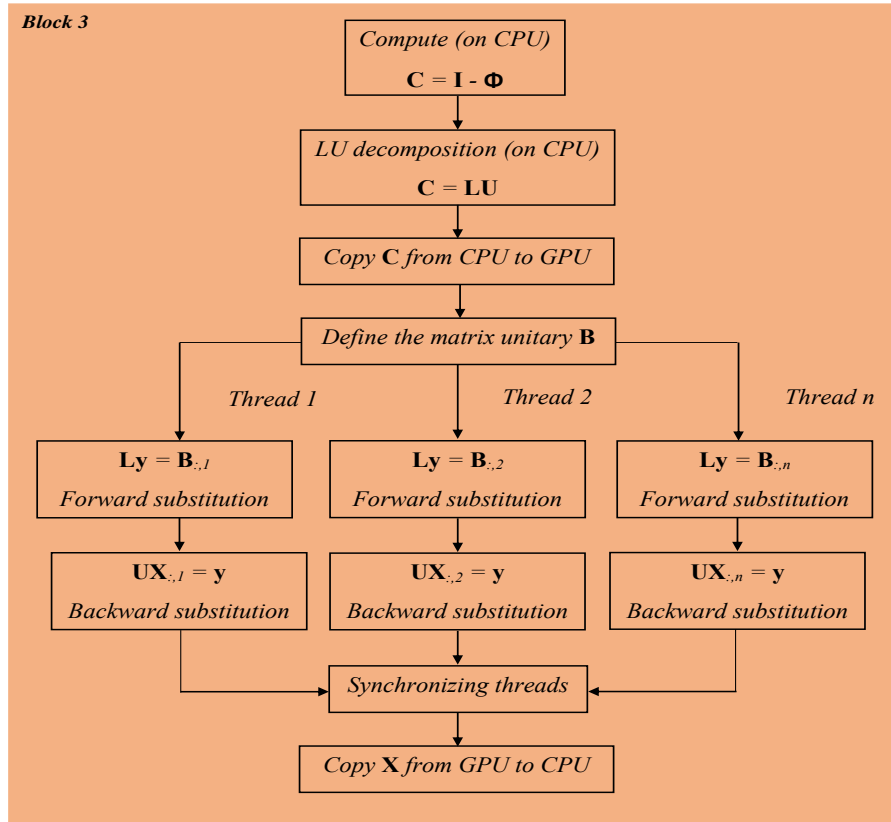 Block 3
Compute (on CPU)
C = I - Φ
LU decomposition (on CPU)
C = LU
Copy C from CPU to GPU
Define the matrix unitary B
Thread 1
Thread 2
Thread n
Ly = B:,1
Forward substitution
Ly = B:,2
Forward substitution
Ly = B:,n
Forward substitution
UX:,1 = y
Backward substitution
UX:,2 = y
Backward substitution
UX:,n = y
Backward substitution
Synchronizing threads
Copy X from GPU to CPU